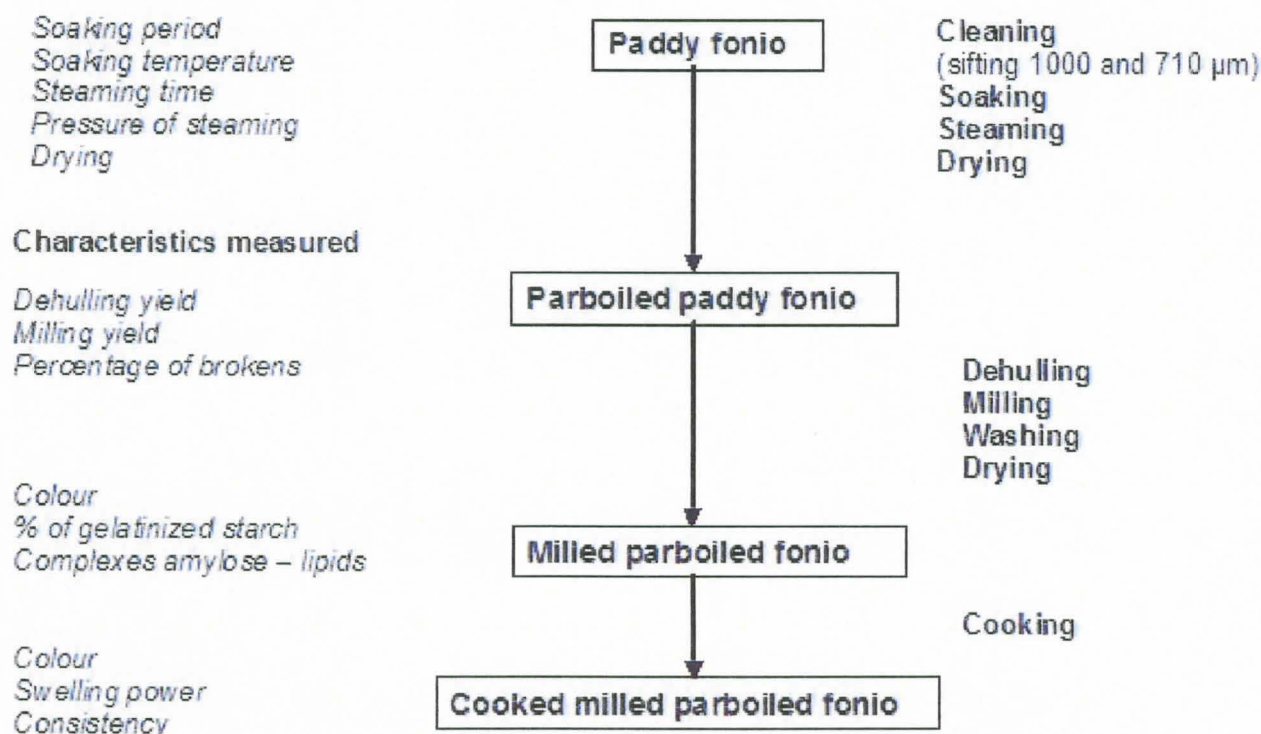 Soaking period
Soaking temperature
Steaming time
Pressure of steaming
Drying
Paddy fonio
Cleaning
(sifting 1000 and 710 µm)
Soaking
Steaming
Drying
Characteristics measured
Dehulling yield
Milling yield
Percentage of brokens
Parboiled paddy fonio
Dehulling
Milling
Washing
Drying
Colour
% of gelatinized starch
Complexes amylose – lipids
Milled parboiled fonio
Cooking
Colour
Swelling power
Consistency
Cooked milled parboiled fonio